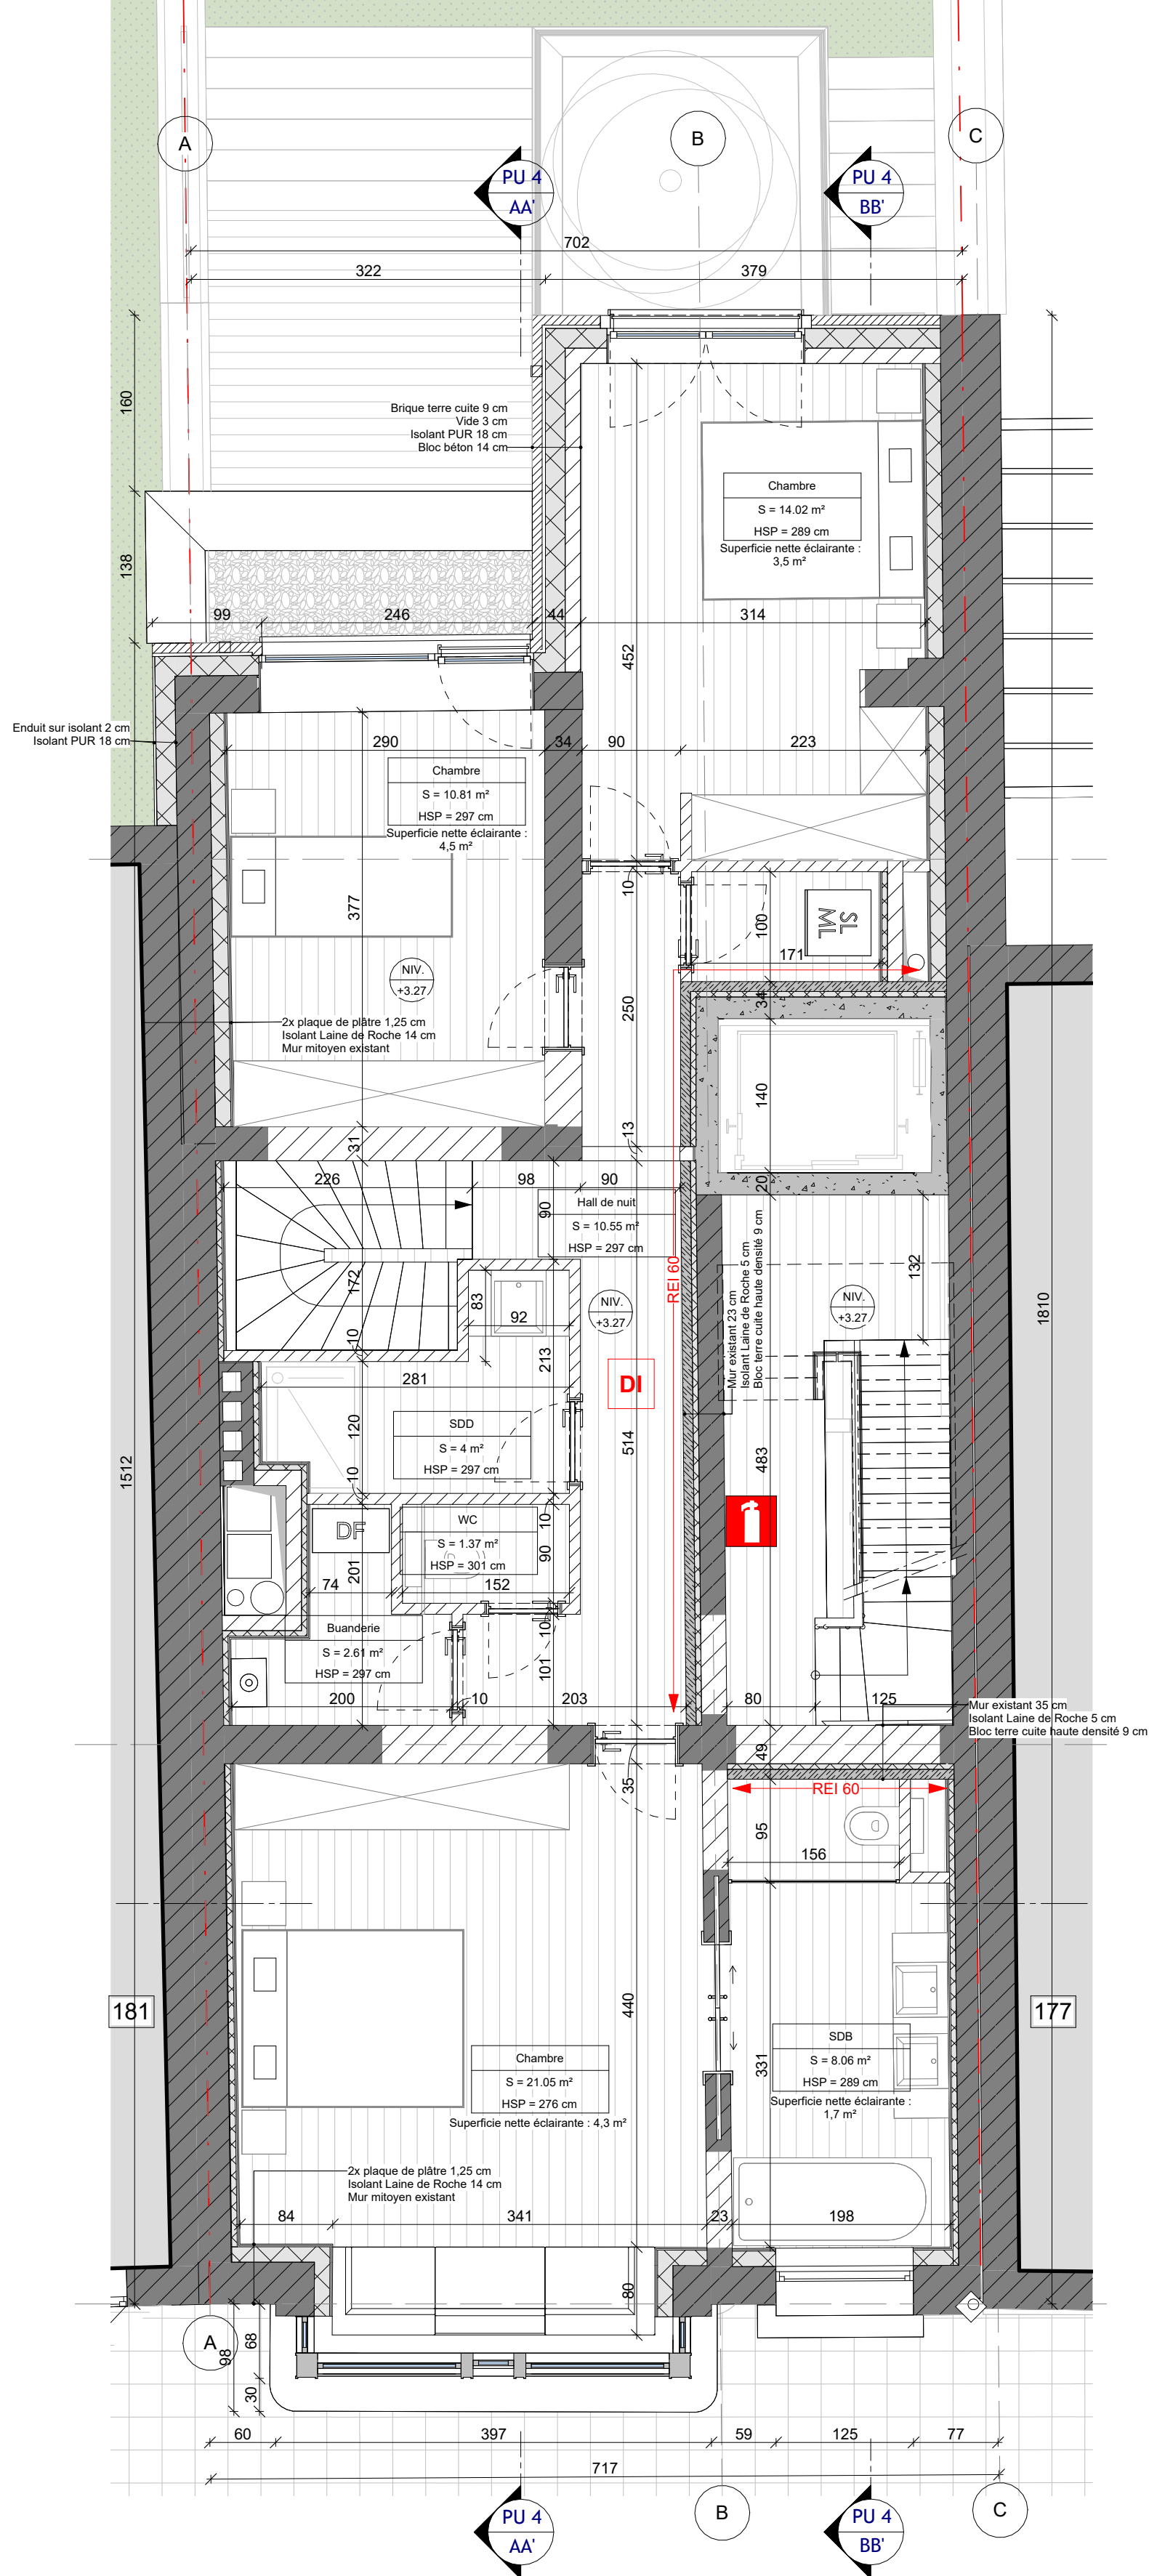 A
B
C
PU 4
AA'
PU 4
BB'
702
322
379
160
138
Brique terre cuite 9 cm
Vide 3 cm
Isolant PUR 18 cm
Bloc béton 14 cm
Chambre
S = 14.02 m²
HSP = 289 cm
Superficie nette éclairante :
3,5 m²
99
246
44
314
452
Enduit sur isolant 2 cm
Isolant PUR 18 cm
290
34
90
223
Chambre
S = 10.81 m²
HSP = 297 cm
Superficie nette éclairante :
4,5 m²
377
10
100
SL
ML
171
NIV.
+3.27
250
34
2x plaque de plâtre 1,25 cm
Isolant Laine de Roche 14 cm
Mur mitoyen existant
140
13
31
20
226
98
90
90
Hall de nuit
S = 10.55 m²
HSP = 297 cm
REI 60
Mur existant 23 cm
Isolant Laine de Roche 5 cm
Bloc terre cuite haute densité 9 cm
132
172
83
92
NIV.
+3.27
NIV.
+3.27
1810
10
213
281
DI
120
SDD
S = 4 m²
HSP = 297 cm
514
483
1512
10
DF
WC
S = 1.37 m²
HSP = 301 cm
10
90
201
74
152
Buanderie
S = 2.61 m²
HSP = 297 cm
10
101
200
10
203
80
125
Mur existant 35 cm
Isolant Laine de Roche 5 cm
Bloc terre cuite haute densité 9 cm
49
35
REI 60
95
156
181
177
440
331
Chambre
S = 21.05 m²
HSP = 276 cm
Superficie nette éclairante : 4,3 m²
SDB
S = 8.06 m²
HSP = 289 cm
Superficie nette éclairante :
1,7 m²
2x plaque de plâtre 1,25 cm
Isolant Laine de Roche 14 cm
Mur mitoyen existant
84
341
23
198
80
A
98
68
30
60
397
59
125
77
717
PU 4
AA'
B
PU 4
BB'
C